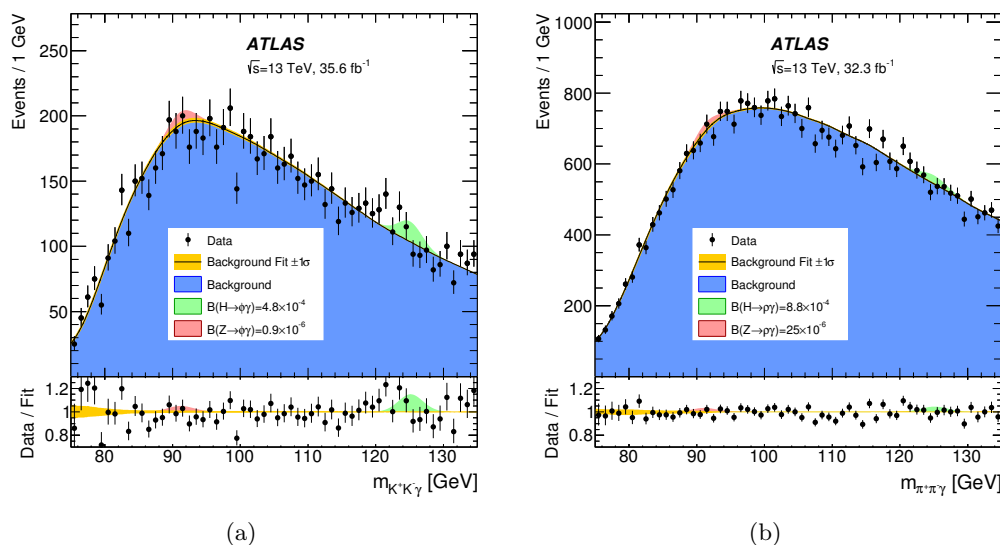 Events / 1 GeV
250
200
150
100
50
ATLAS
√s=13 TeV, 35.6 fb⁻¹
Data
Background Fit ±1σ
Background
B(H→ϕγ)=4.8×10⁻⁴
B(Z→ϕγ)=0.9×10⁻⁶
Data / Fit
1.2
1
0.8
80 90 100 110 120 130
m_K⁺K⁻γ [GeV]
(a)
Events / 1 GeV
1000
800
600
400
200
ATLAS
√s=13 TeV, 32.3 fb⁻¹
Data
Background Fit ±1σ
Background
B(H→ργ)=8.8×10⁻⁴
B(Z→ργ)=25×10⁻⁶
Data / Fit
1.2
1
0.8
80 90 100 110 120 130
m_π⁺π⁻γ [GeV]
(b)